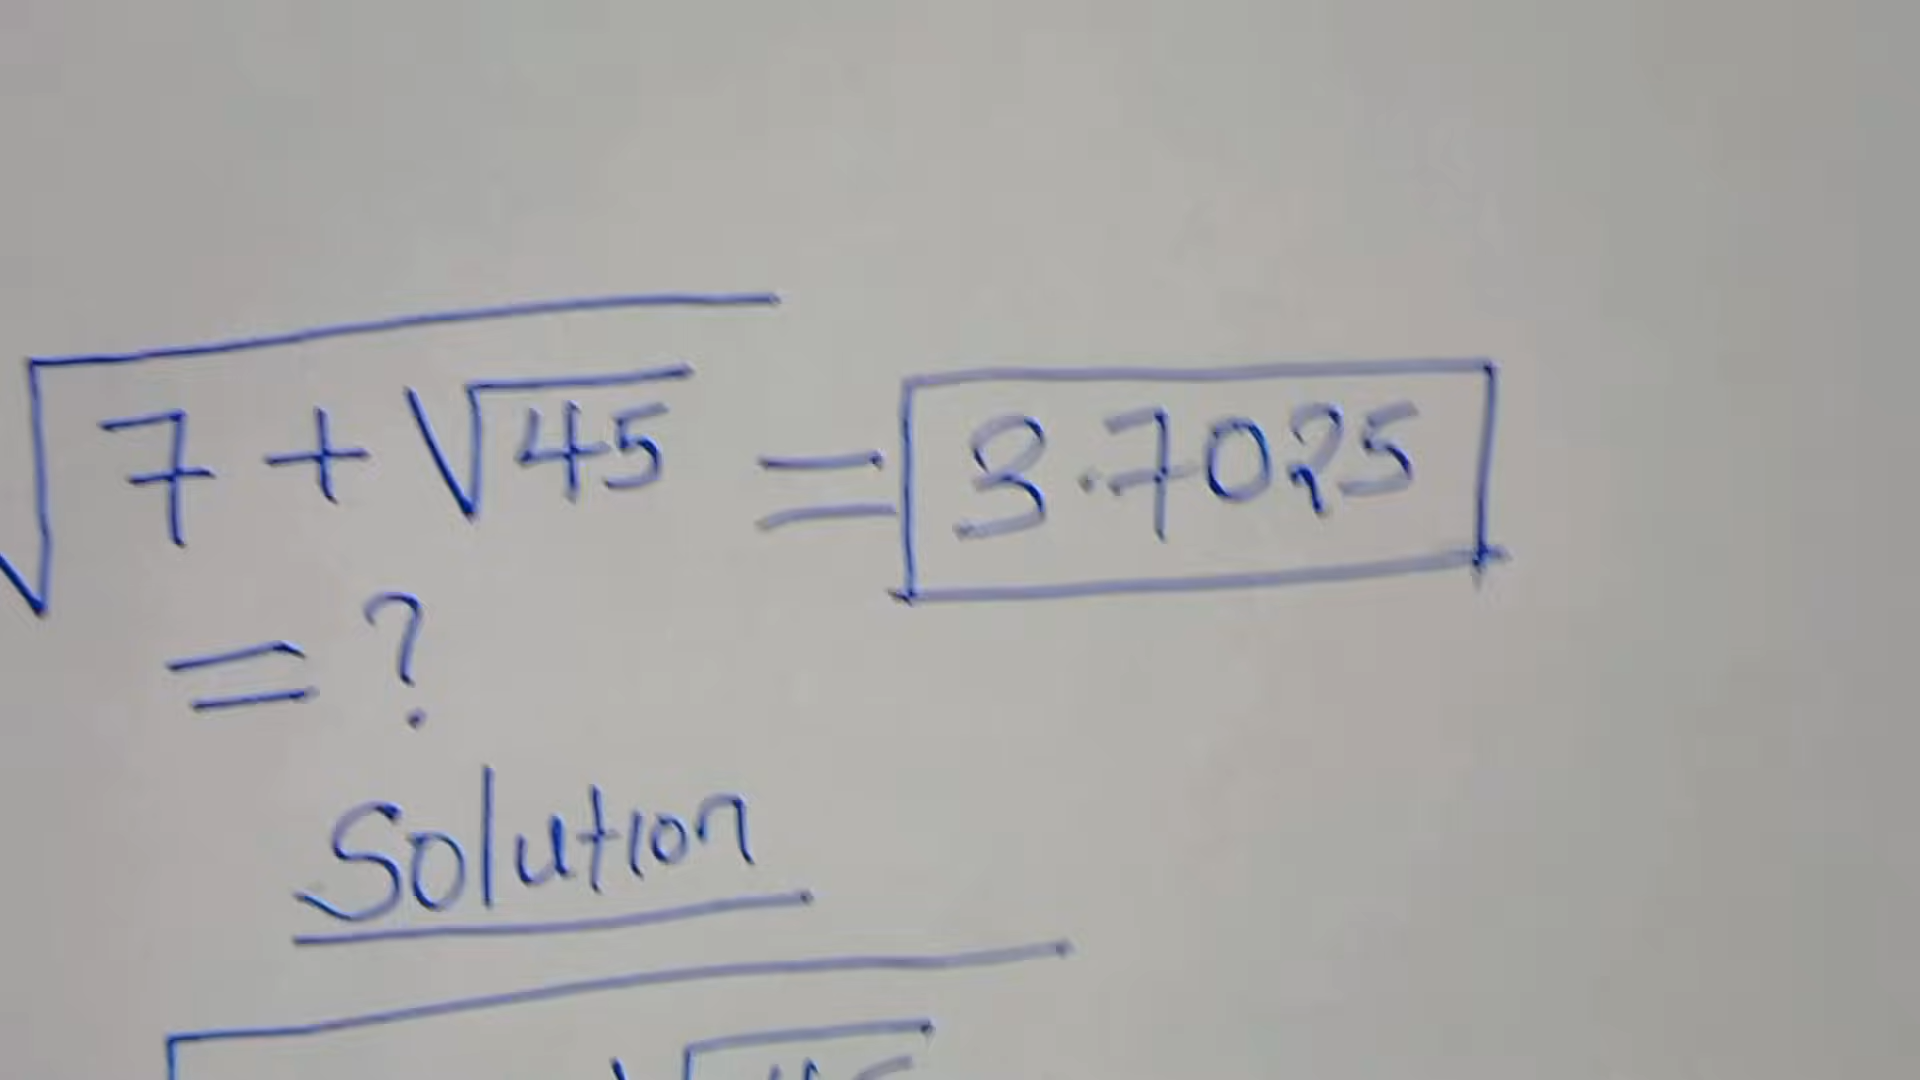 √(7 + √45) = 3.7025
= ?
Solution